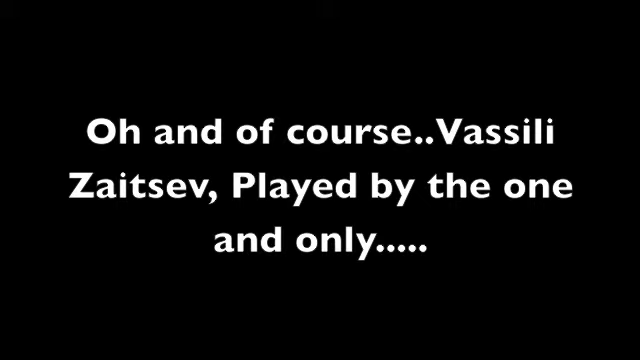 Oh and of course..Vassili
Zaitsev, Played by the one
and only.....